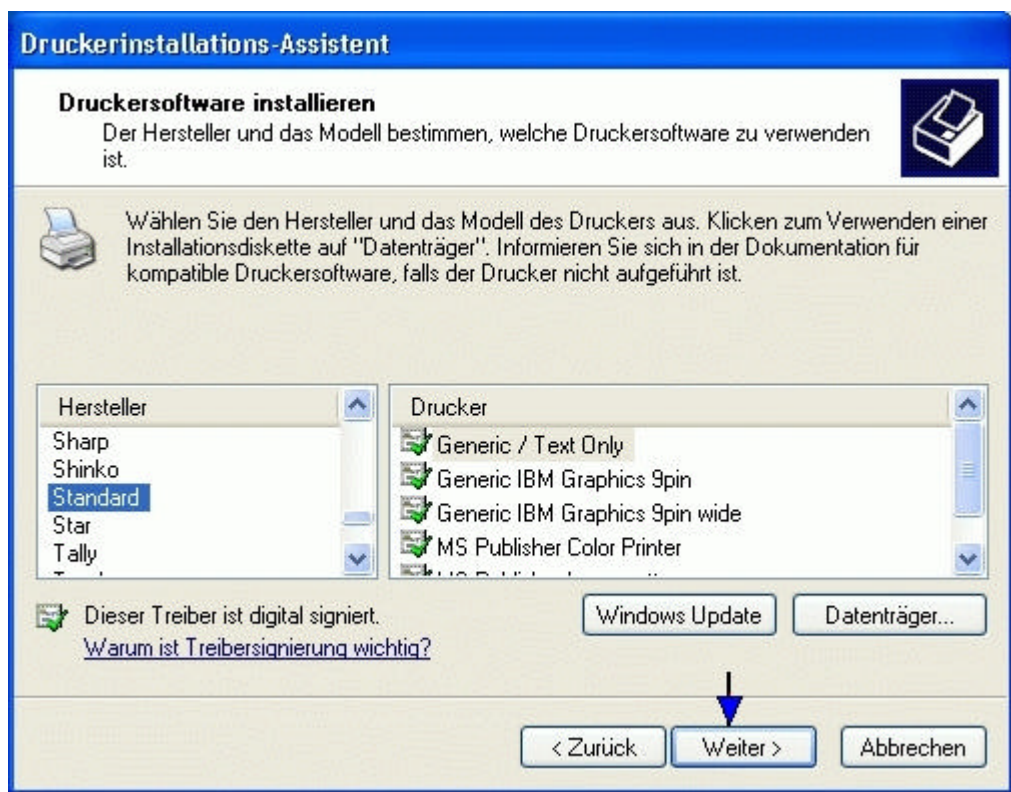 Druckerinstallations-Assistent
Druckersoftware installieren
Der Hersteller und das Modell bestimmen, welche Druckersoftware zu verwenden
ist.
Wählen Sie den Hersteller und das Modell des Druckers aus. Klicken zum Verwenden einer
Installationsdiskette auf "Datenträger". Informieren Sie sich in der Dokumentation für
kompatible Druckersoftware, falls der Drucker nicht aufgeführt ist.
Hersteller
Sharp
Shinko
Standard
Star
Tally
Drucker
Generic / Text Only
Generic IBM Graphics 9pin
Generic IBM Graphics 9pin wide
MS Publisher Color Printer
Dieser Treiber ist digital signiert.
Warum ist Treibersignierung wichtig?
Windows Update
Datenträger...
< Zurück
Weiter >
Abbrechen